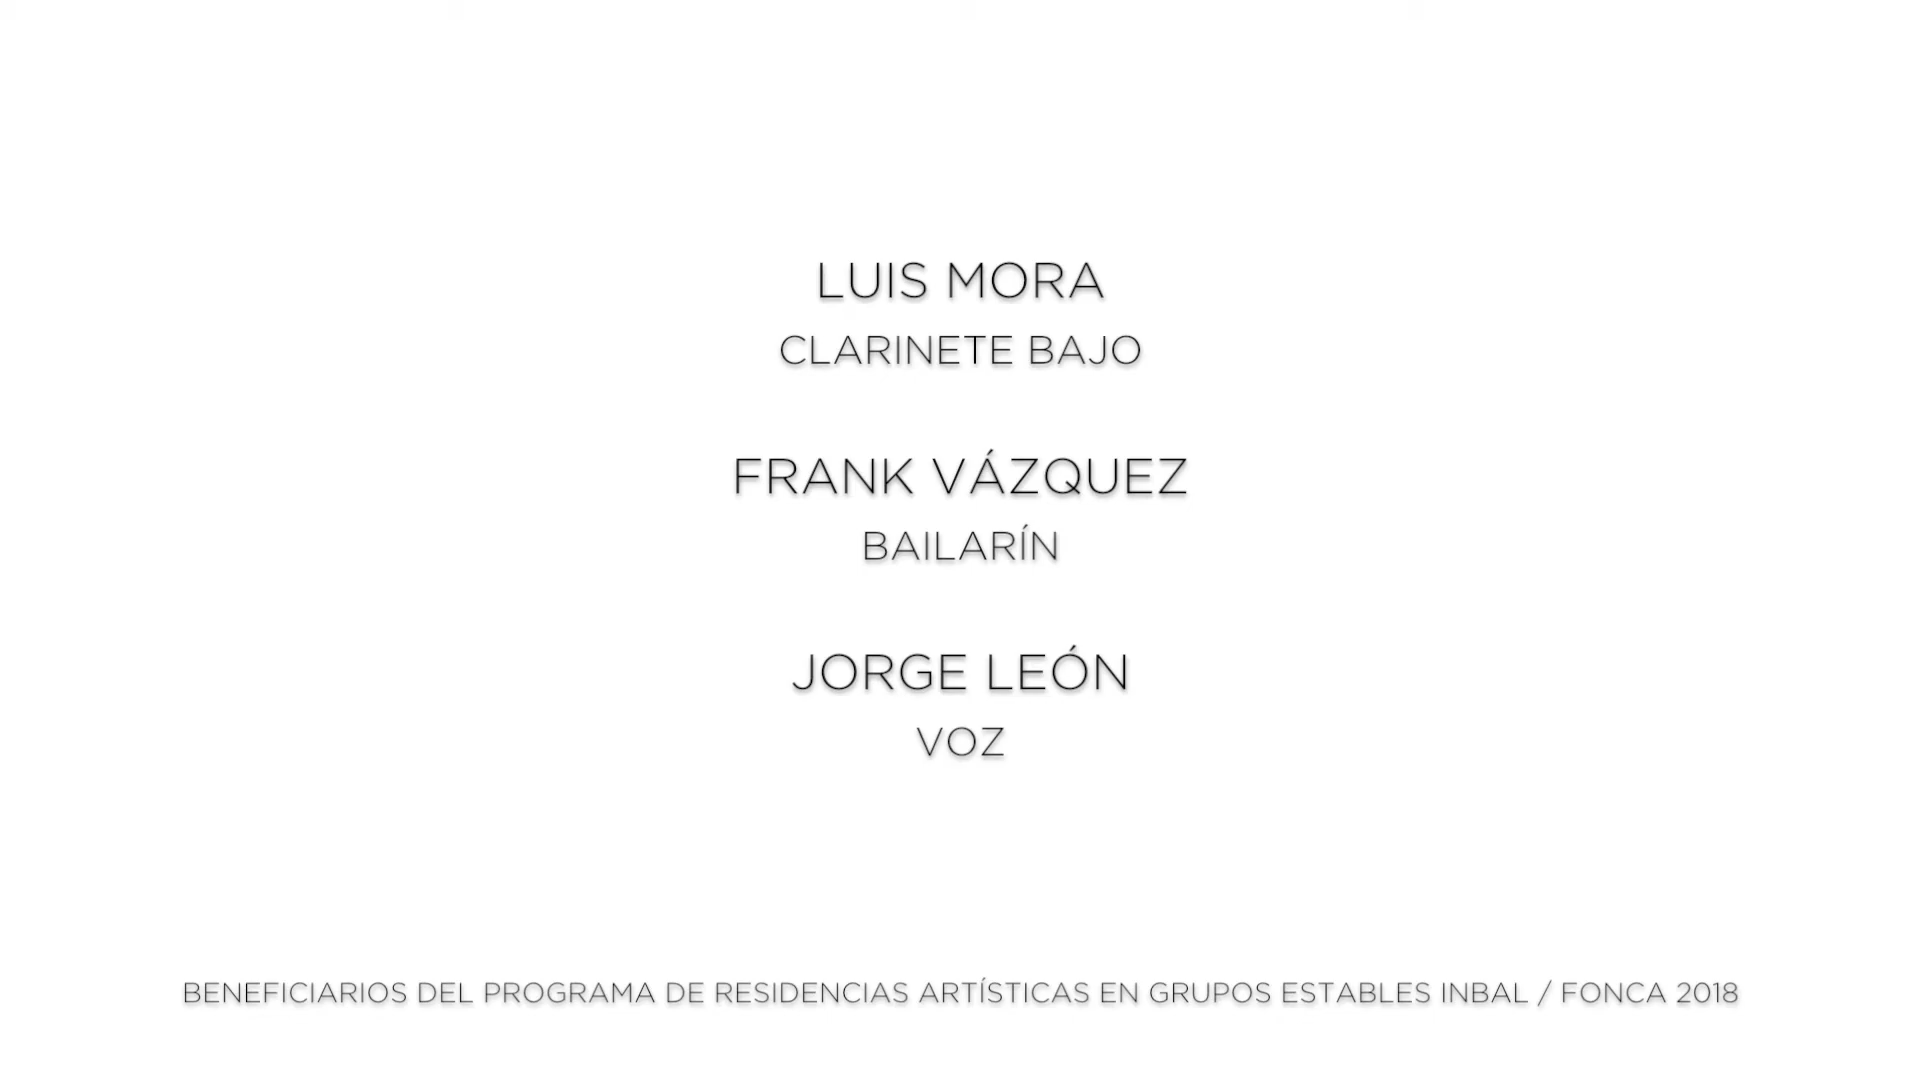 LUIS MORA
CLARINETE BAJO
FRANK VÁZQUEZ
BAILARÍN
JORGE LEÓN
VOZ
BENEFICIARIOS DEL PROGRAMA DE RESIDENCIAS ARTÍSTICAS EN GRUPOS ESTABLES INBAL / FONCA 2018